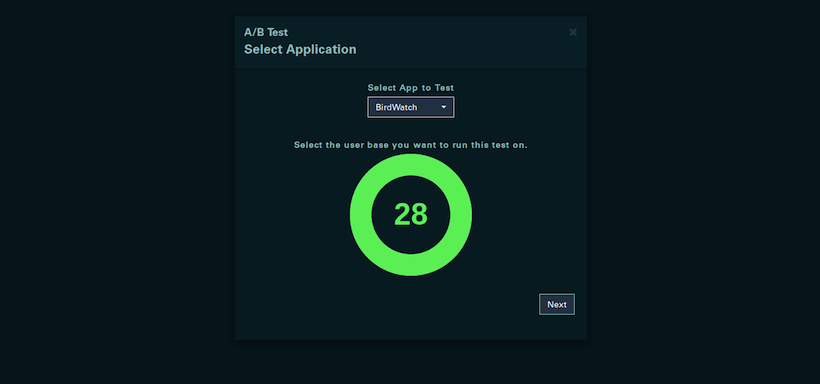 A/B Test
Select Application
Select App to Test
BirdWatch
Select the user base you want to run this test on.
28
Next